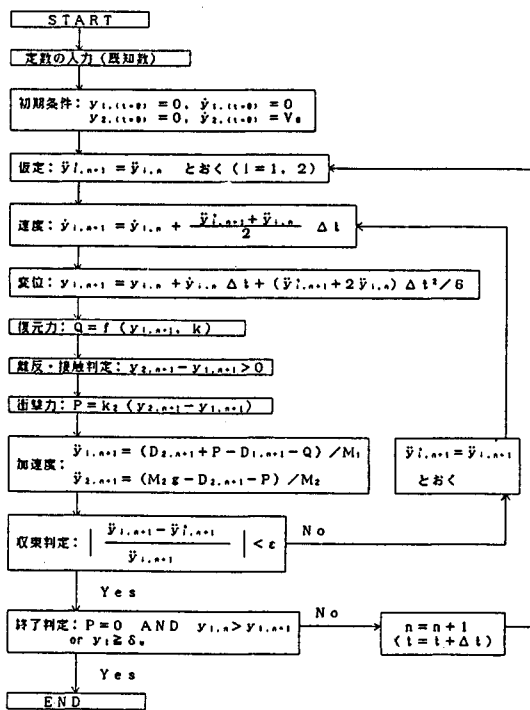 START
定数の入力(既知数)
初期条件: y₁,(t=0) = 0, ẏ₁,(t=0) = 0
y₂,(t=0) = 0, ẏ₂,(t=0) = V₀
仮定: ÿ*ᵢ,ₙ₊₁ = ÿᵢ,ₙ とおく(i=1, 2)
速度: ẏᵢ,ₙ₊₁ = ẏᵢ,ₙ + (ÿ*ᵢ,ₙ₊₁ + ÿᵢ,ₙ)/2 Δt
変位: yᵢ,ₙ₊₁ = yᵢ,ₙ + ẏᵢ,ₙ Δt + (ÿ*ᵢ,ₙ₊₁ + 2ÿᵢ,ₙ) Δt²/6
復元力: Q = f (y₁,ₙ₊₁, k)
離反・接触判定: y₂,ₙ₊₁ − y₁,ₙ₊₁ > 0
衝撃力: P = k₂ (y₂,ₙ₊₁ − y₁,ₙ₊₁)
加速度: ÿ₁,ₙ₊₁ = (D₂,ₙ₊₁ + P − D₁,ₙ₊₁ − Q) / M₁
ÿ₂,ₙ₊₁ = (M₂g − D₂,ₙ₊₁ − P) / M₂
ÿ*ᵢ,ₙ₊₁ = ÿᵢ,ₙ₊₁
とおく
収束判定: | (ÿᵢ,ₙ₊₁ − ÿ*ᵢ,ₙ₊₁) / ÿᵢ,ₙ₊₁ | < ε
No
Yes
終了判定: P = 0 AND y₁,ₙ > y₁,ₙ₊₁
or y₁ ≧ δᵤ
No
n = n + 1
(t = t + Δt)
Yes
END